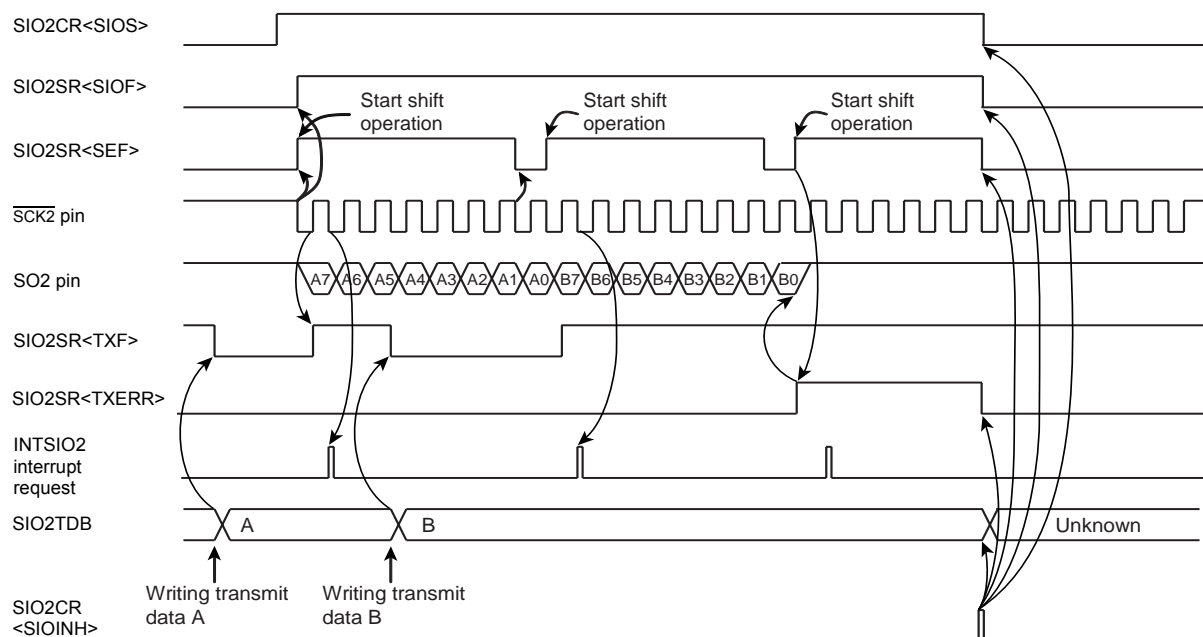 SIO2CR<SIOS>
SIO2SR<SIOF>
Start shift
operation
Start shift
operation
Start shift
operation
SIO2SR<SEF>
SCK2 pin
SO2 pin
A7 A6 A5 A4 A3 A2 A1 A0 B7 B6 B5 B4 B3 B2 B1 B0
SIO2SR<TXF>
SIO2SR<TXERR>
INTSIO2
interrupt
request
SIO2TDB
A
B
Unknown
Writing transmit
data A
Writing transmit
data B
SIO2CR
<SIOINH>